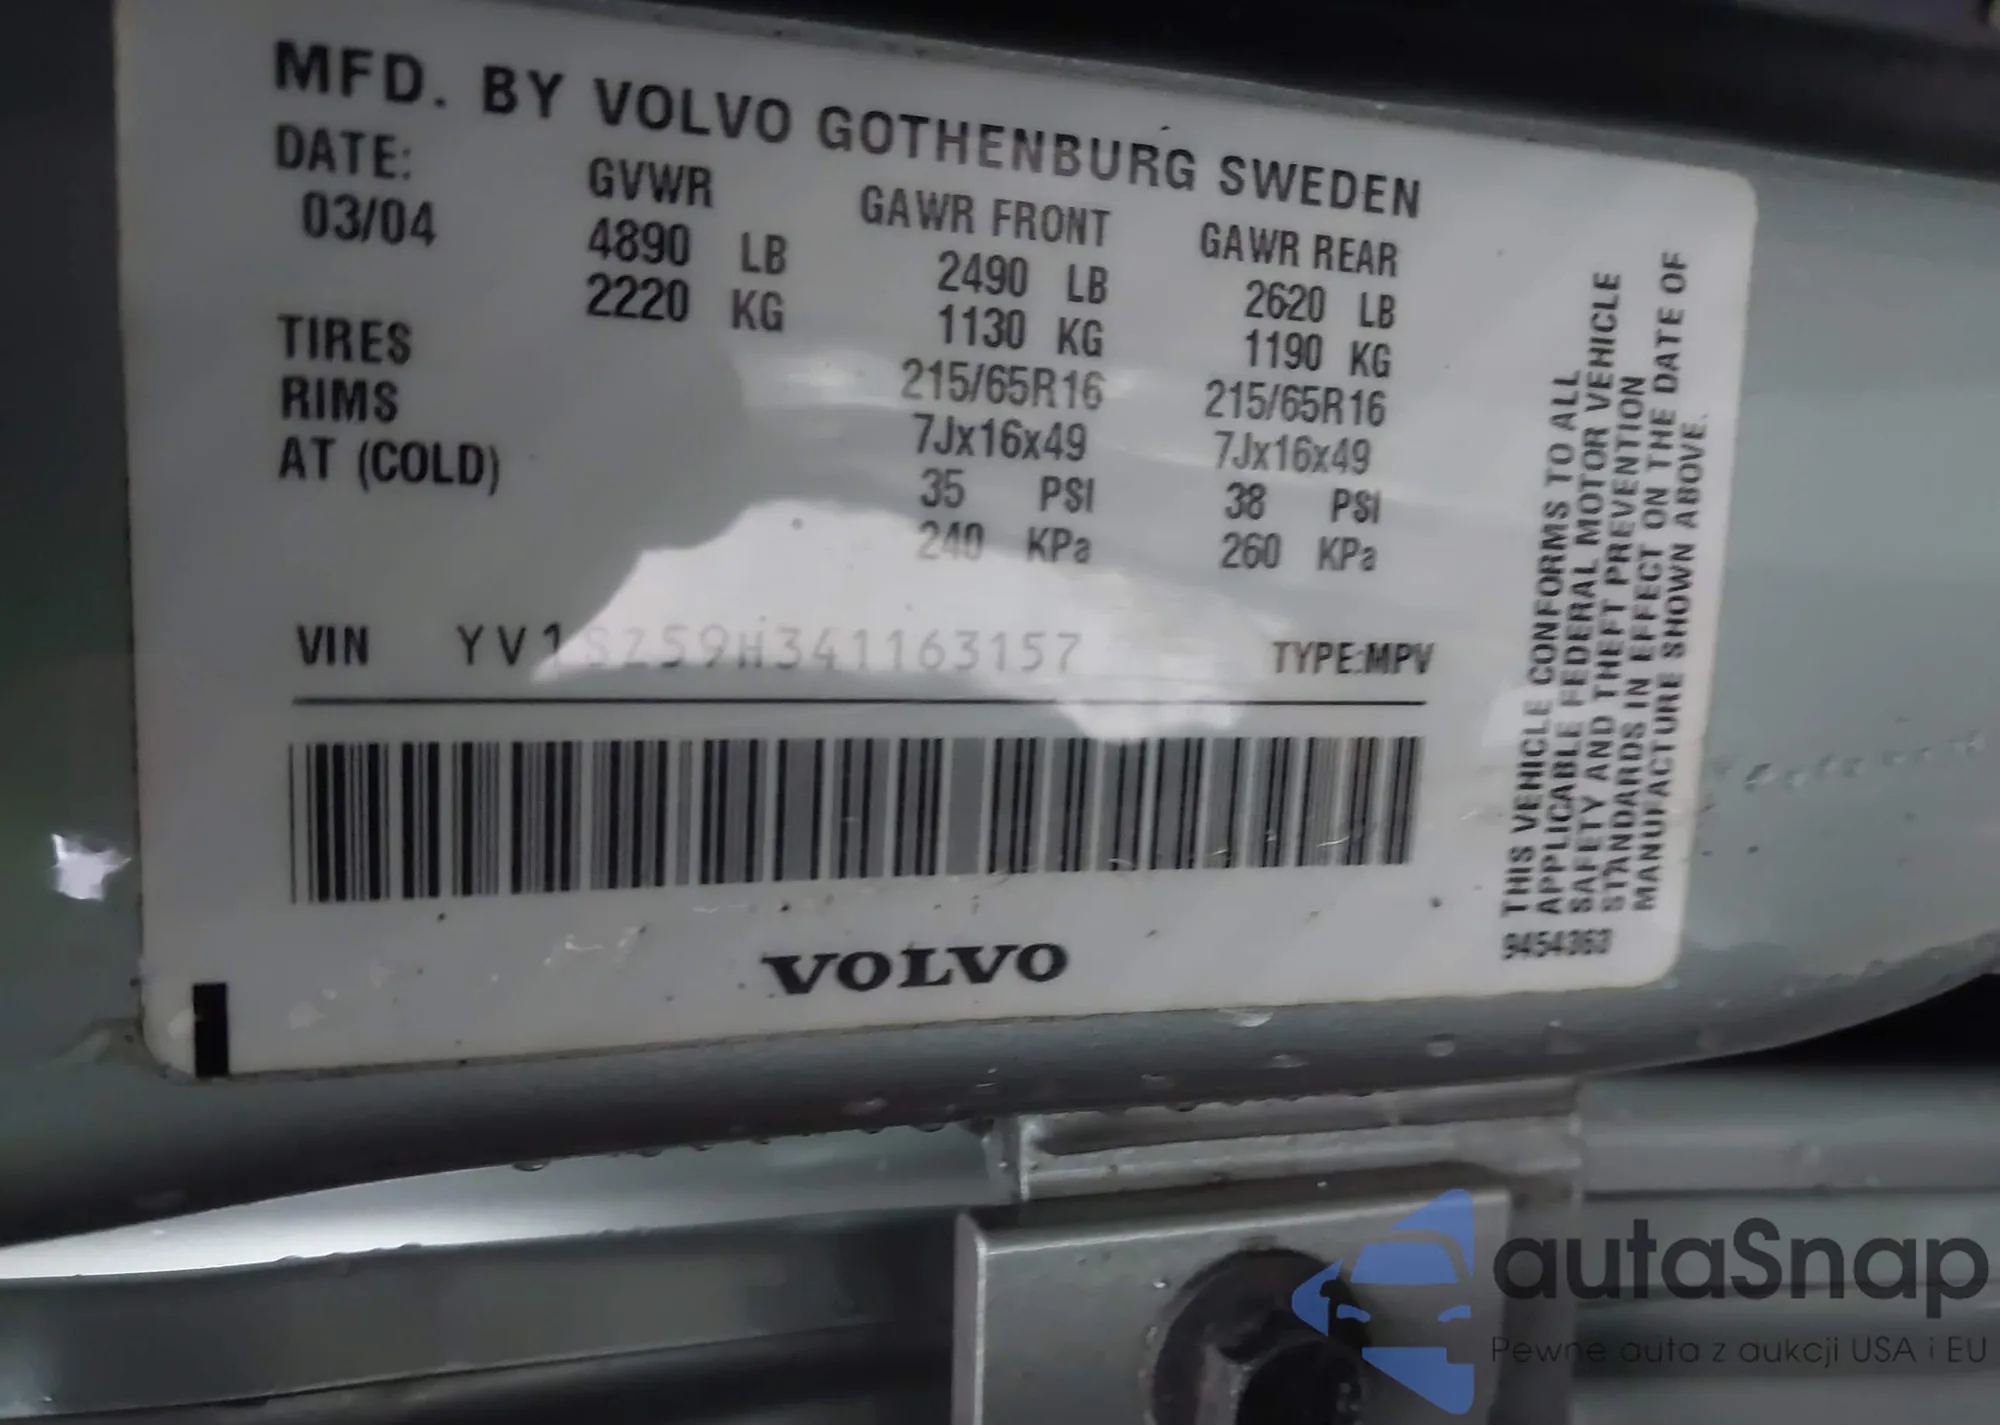 MFD. BY VOLVO GOTHENBURG SWEDEN
DATE: GVWR GAWR FRONT GAWR REAR
03/04 4890 LB 2490 LB 2620 LB
2220 KG 1130 KG 1190 KG
TIRES 215/65R16 215/65R16
RIMS 7Jx16x49 7Jx16x49
AT (COLD) 35 PSI 38 PSI
240 KPa 260 KPa
VIN YV1SZ59H341163157 TYPE:MPV
VOLVO
THIS VEHICLE CONFORMS TO ALL
APPLICABLE FEDERAL MOTOR VEHICLE
SAFETY AND THEFT PREVENTION
STANDARDS IN EFFECT ON THE DATE OF
MANUFACTURE SHOWN ABOVE.
9454363
autaSnap
Pewne auta z aukcji USA i EU